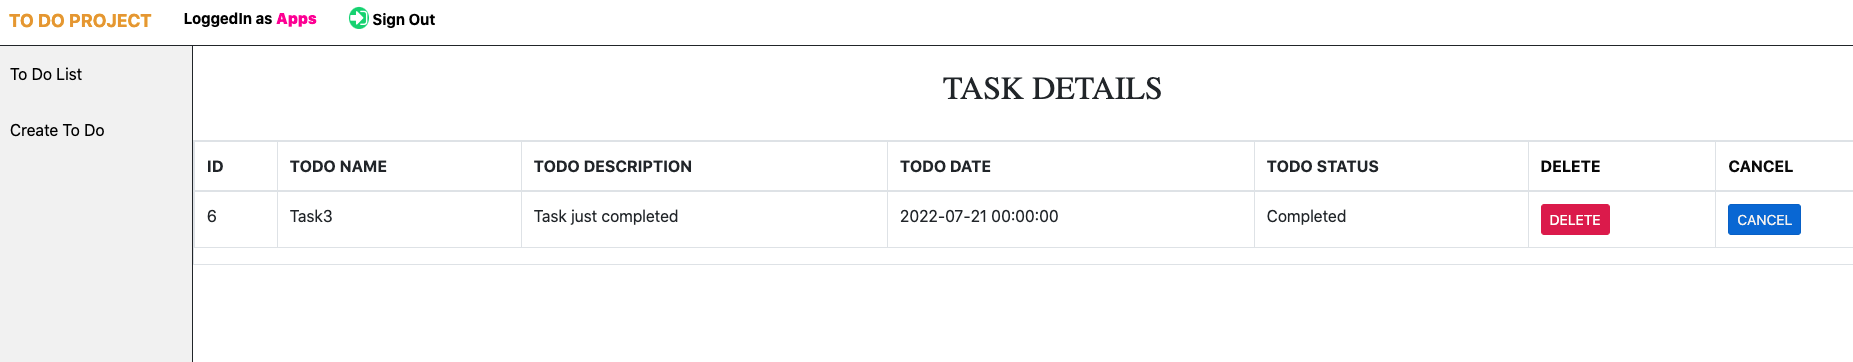 TO DO PROJECT LoggedIn as Apps Sign Out
To Do List
Create To Do
TASK DETAILS
ID TODO NAME TODO DESCRIPTION TODO DATE TODO STATUS DELETE CANCEL
6 Task3 Task just completed 2022-07-21 00:00:00 Completed DELETE CANCEL